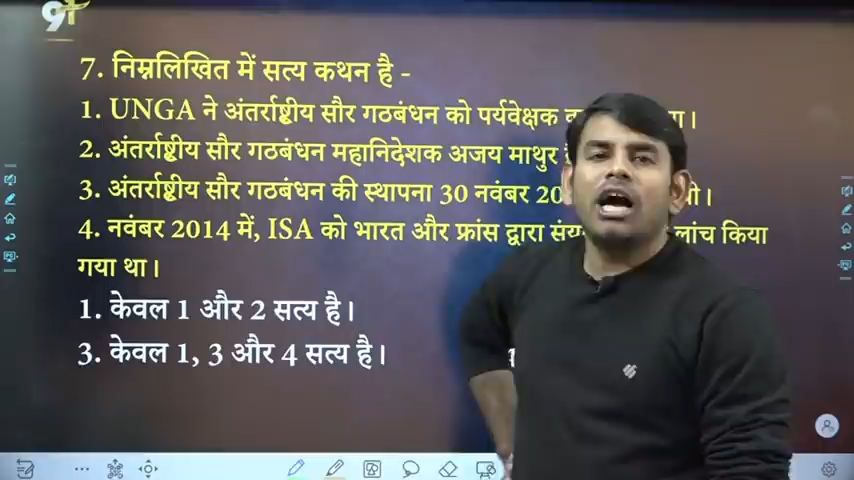 9+
7. निम्नलिखित में सत्य कथन है -
1. UNGA ने अंतर्राष्ट्रीय सौर गठबंधन को पर्यवेक्षक
2. अंतर्राष्ट्रीय सौर गठबंधन महानिदेशक अजय माथुर
3. अंतर्राष्ट्रीय सौर गठबंधन की स्थापना 30 नवंबर 20
4. नवंबर 2014 में, ISA को भारत और फ्रांस द्वारा लांच किया
गया था।
1. केवल 1 और 2 सत्य है।
3. केवल 1, 3 और 4 सत्य है।